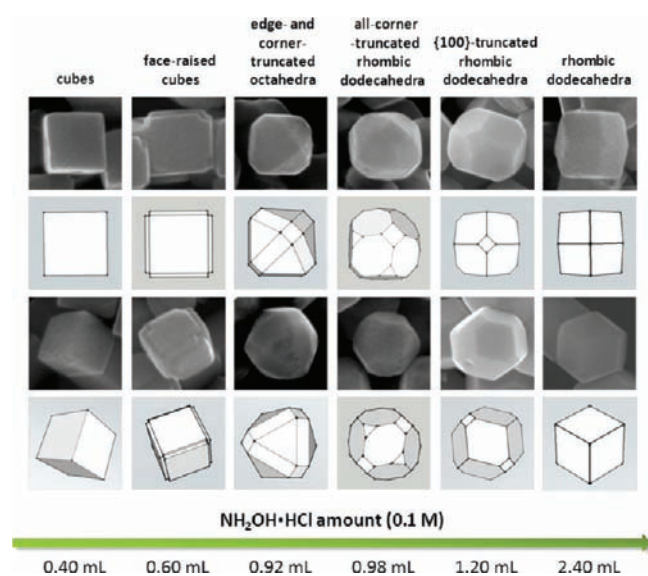 cubes
face-raised
cubes
edge- and
corner-
truncated
octahedra
all-corner
-truncated
rhombic
dodecahedra
{100}-truncated
rhombic
dodecahedra
rhombic
dodecahedra
NH₂OH•HCl amount (0.1 M)
0.40 mL 0.60 mL 0.92 mL 0.98 mL 1.20 mL 2.40 mL